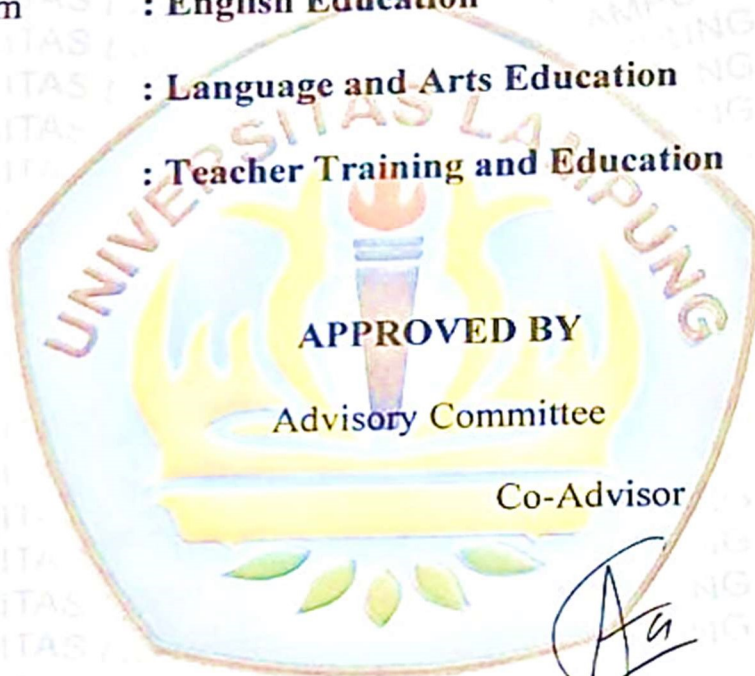 m : English Education
: Language and Arts Education
: Teacher Training and Education
UNIVERSITAS LAMPUNG
APPROVED BY
Advisory Committee
Co-Advisor